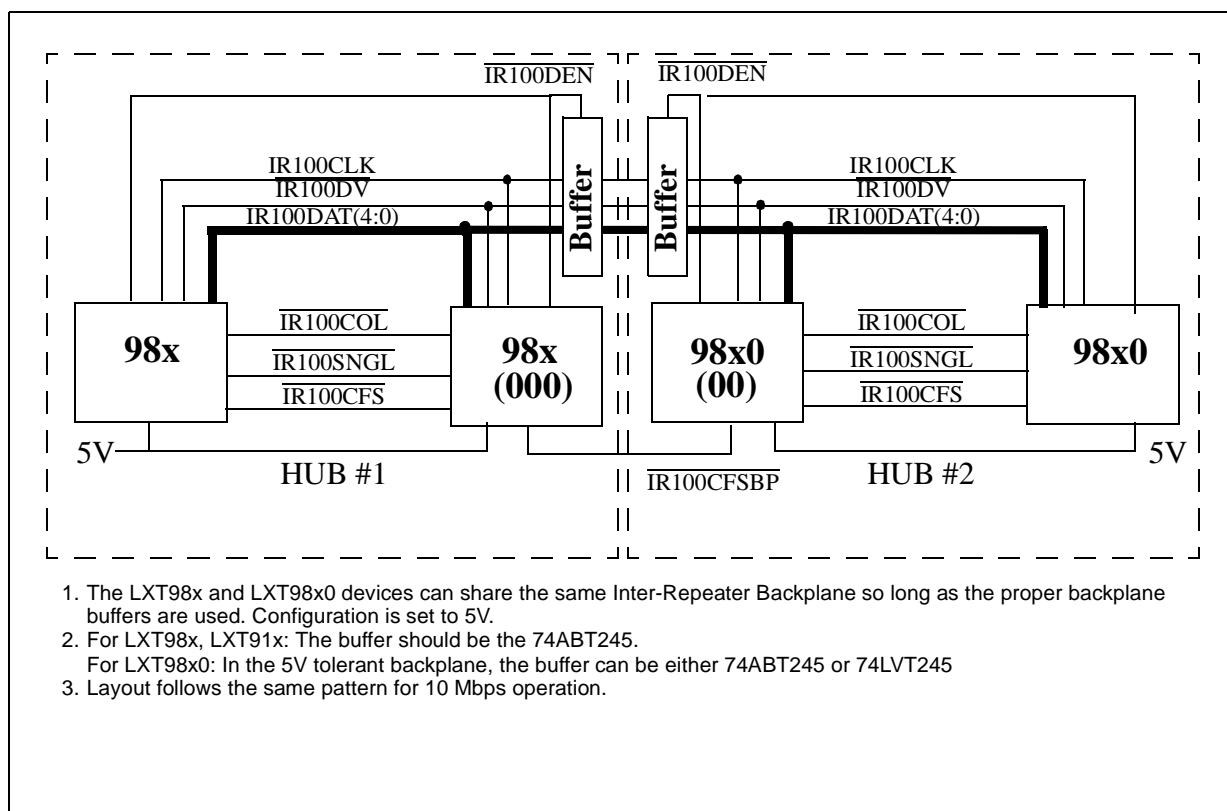 IR100DEN IR100DEN
Buffer Buffer
IR100CLK IR100CLK
IR100DV IR100DV
IR100DAT(4:0) IR100DAT(4:0)
98x IR100COL 98x (000) 98x0 (00) IR100COL 98x0
IR100SNGL IR100SNGL
IR100CFS IR100CFS
5V HUB #1 IR100CFSBP HUB #2 5V
1. The LXT98x and LXT98x0 devices can share the same Inter-Repeater Backplane so long as the proper backplane
buffers are used. Configuration is set to 5V.
2. For LXT98x, LXT91x: The buffer should be the 74ABT245.
For LXT98x0: In the 5V tolerant backplane, the buffer can be either 74ABT245 or 74LVT245
3. Layout follows the same pattern for 10 Mbps operation.